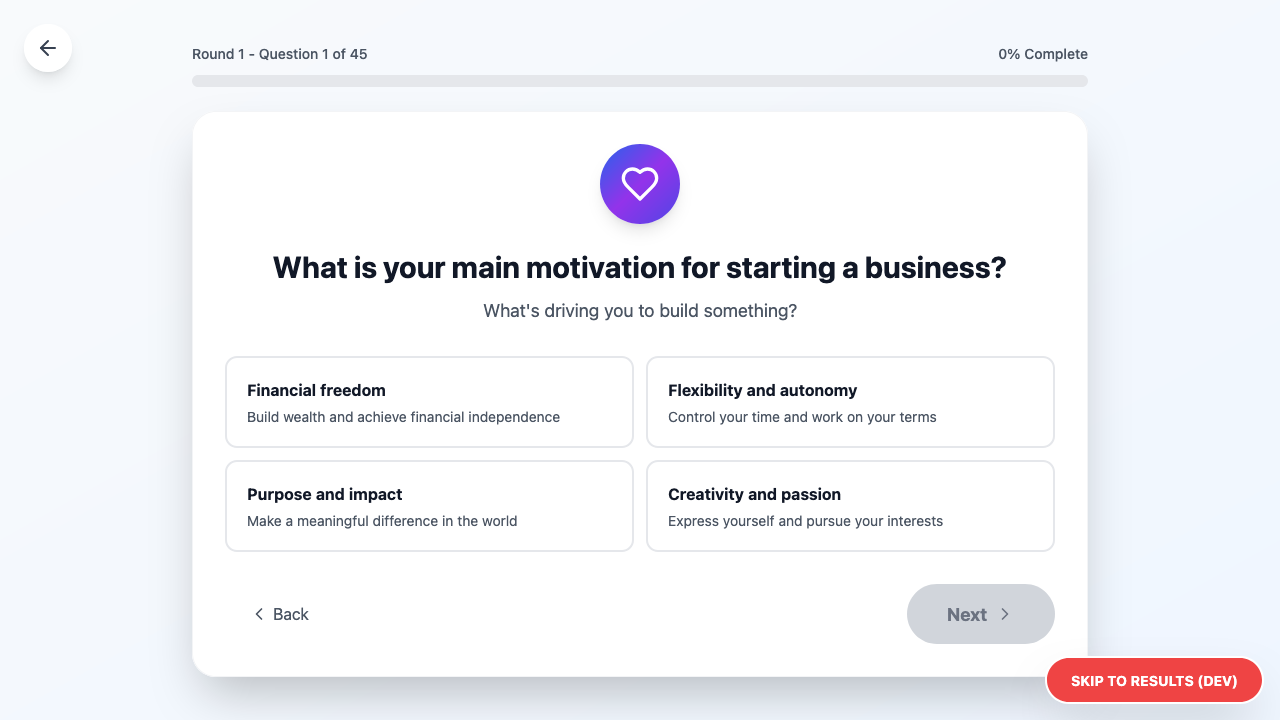 Round 1 - Question 1 of 45
0% Complete
What is your main motivation for starting a business?
What's driving you to build something?
Financial freedom
Build wealth and achieve financial independence
Flexibility and autonomy
Control your time and work on your terms
Purpose and impact
Make a meaningful difference in the world
Creativity and passion
Express yourself and pursue your interests
Back
Next
SKIP TO RESULTS (DEV)